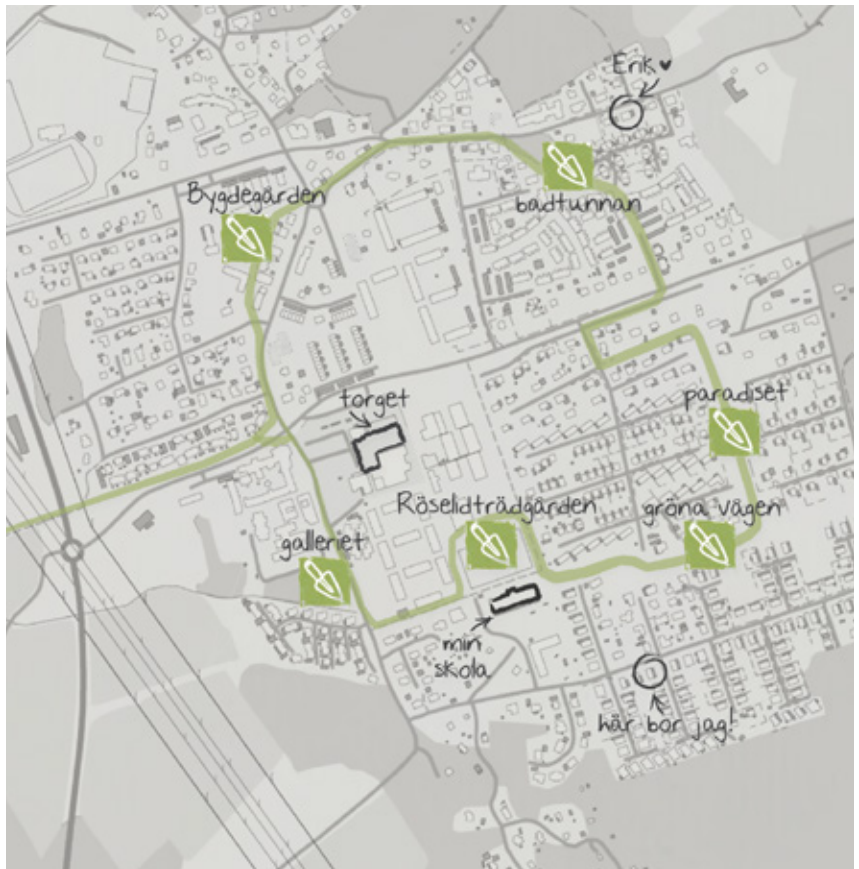 Erik ♥
Bygdegården
badtunnan
paradiset
torget
Röselidträdgården
gröna vägen
galleriet
min
skola
här bor jag!